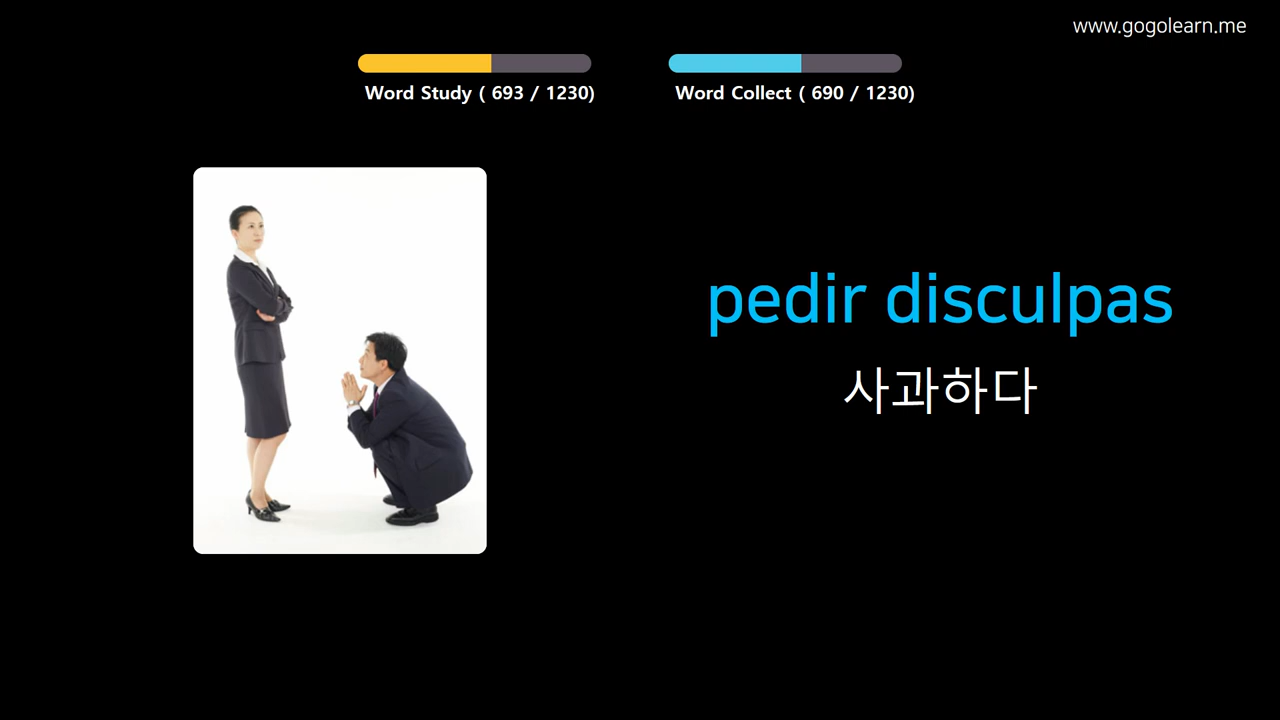 www.gogolearn.me
Word Study ( 693 / 1230)
Word Collect ( 690 / 1230)
pedir disculpas
사과하다